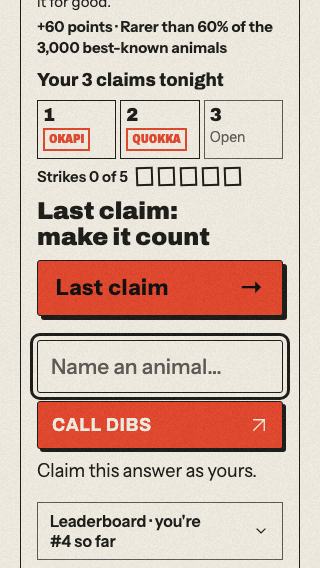 it for good.
+60 points · Rarer than 60% of the
3,000 best-known animals
Your 3 claims tonight
1
OKAPI
2
QUOKKA
3
Open
Strikes 0 of 5
Last claim:
make it count
Last claim →
Name an animal...
CALL DIBS
Claim this answer as yours.
Leaderboard · you're
#4 so far